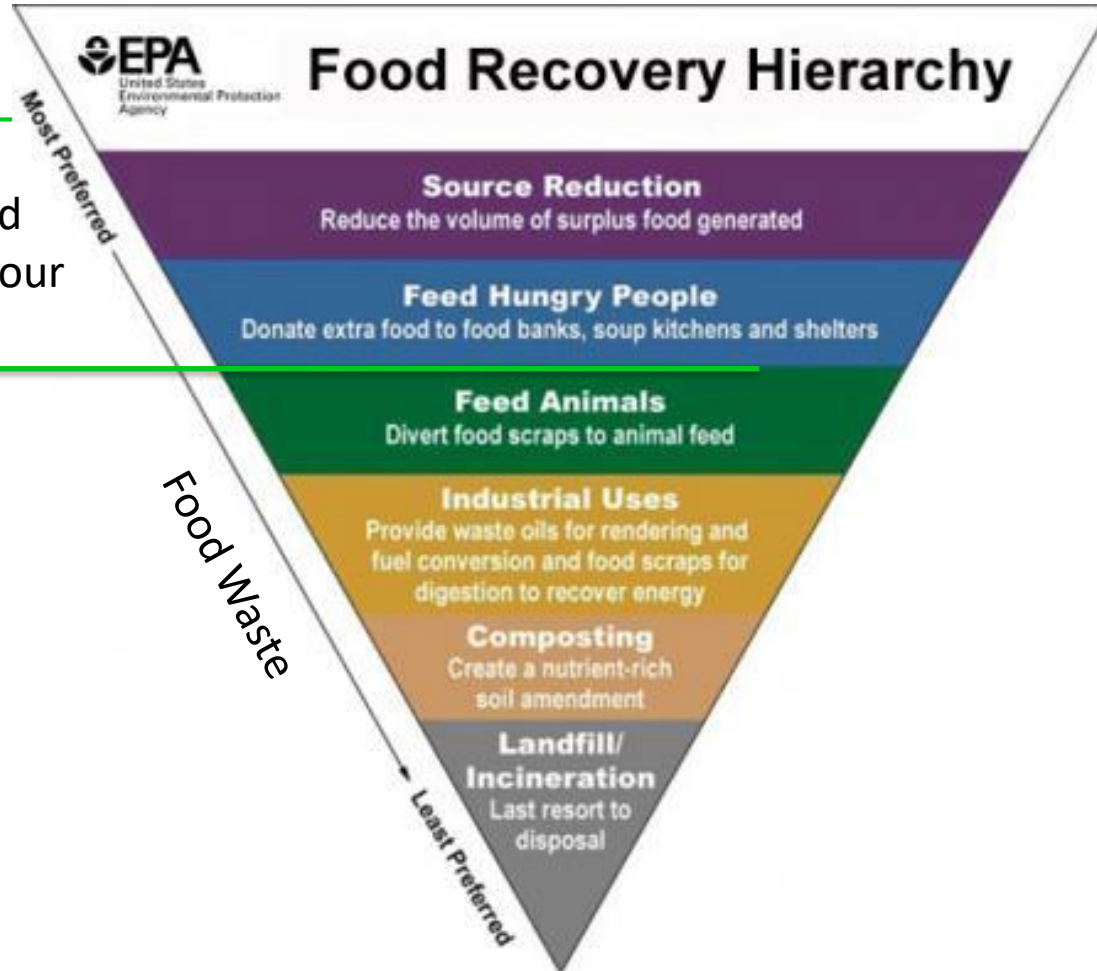 EPA
United States
Environmental Protection
Agency
Food Recovery Hierarchy
Most Preferred
d
our
Source Reduction
Reduce the volume of surplus food generated
Feed Hungry People
Donate extra food to food banks, soup kitchens and shelters
Feed Animals
Divert food scraps to animal feed
Food Waste
Industrial Uses
Provide waste oils for rendering and
fuel conversion and food scraps for
digestion to recover energy
Composting
Create a nutrient-rich
soil amendment
Landfill/
Incineration
Last resort to
disposal
Least Preferred